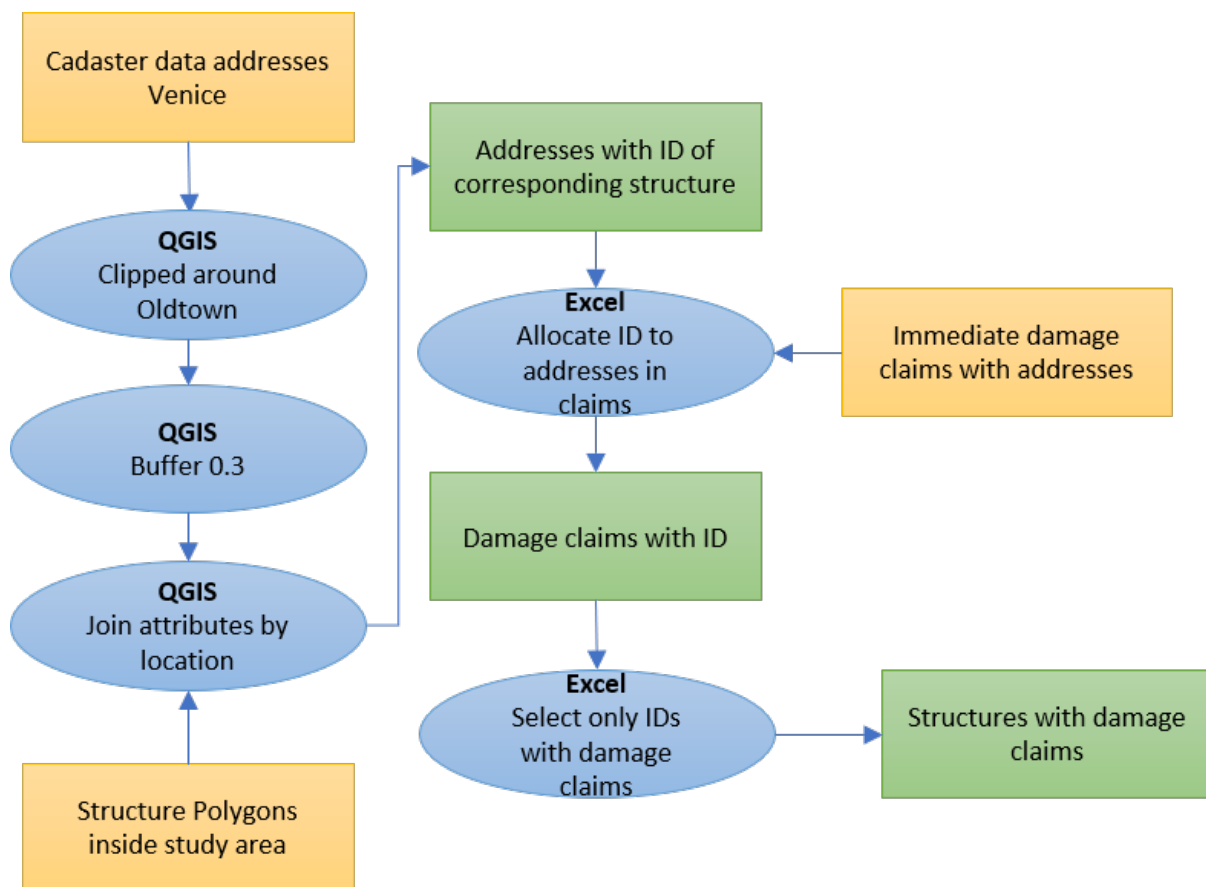 Cadaster data addresses
Venice
QGIS
Clipped around
Oldtown
QGIS
Buffer 0.3
QGIS
Join attributes by
location
Structure Polygons
inside study area
Addresses with ID of
corresponding structure
Excel
Allocate ID to
addresses in
claims
Immediate damage
claims with addresses
Damage claims with ID
Excel
Select only IDs
with damage
claims
Structures with damage
claims